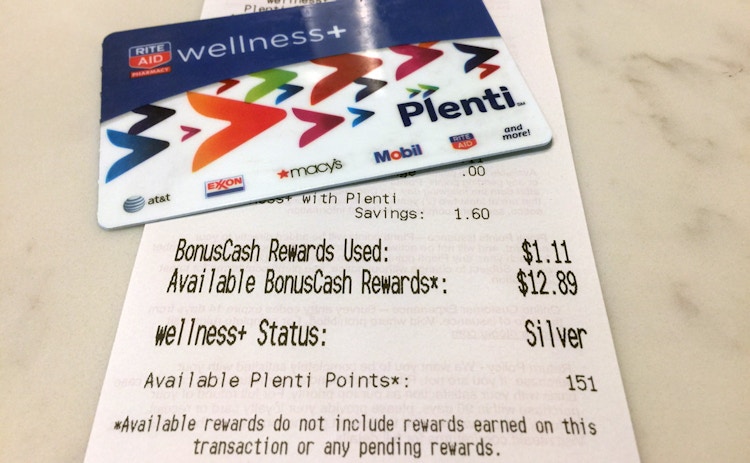 wellness+
Plenti
RITE
AID
PHARMACY
wellness+
Plenti
at&t
EXXON
macy's
Mobil
RITE
AID
and
more!
.00
with Plenti
Savings: 1.60
BonusCash Rewards Used: $1.11
Available BonusCash Rewards*: $12.89
wellness+ Status: Silver
Available Plenti Points*: 151
*Available rewards do not include rewards earned on this
transaction or any pending rewards.